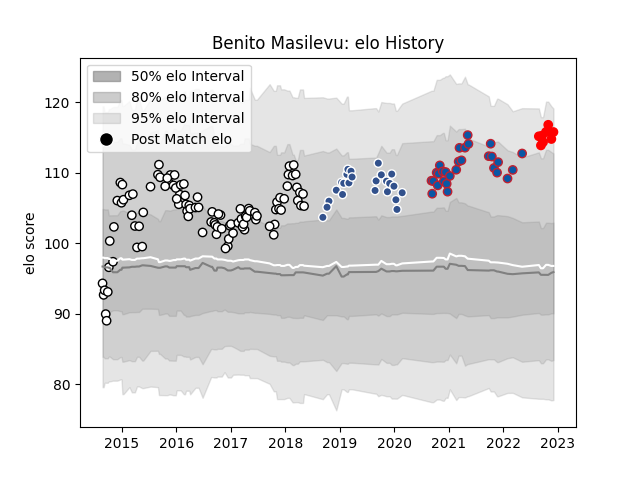 Benito Masilevu: elo History
50% elo Interval
80% elo Interval
95% elo Interval
Post Match elo
elo score
120
110
100
90
80
2015 2016 2017 2018 2019 2020 2021 2022 2023